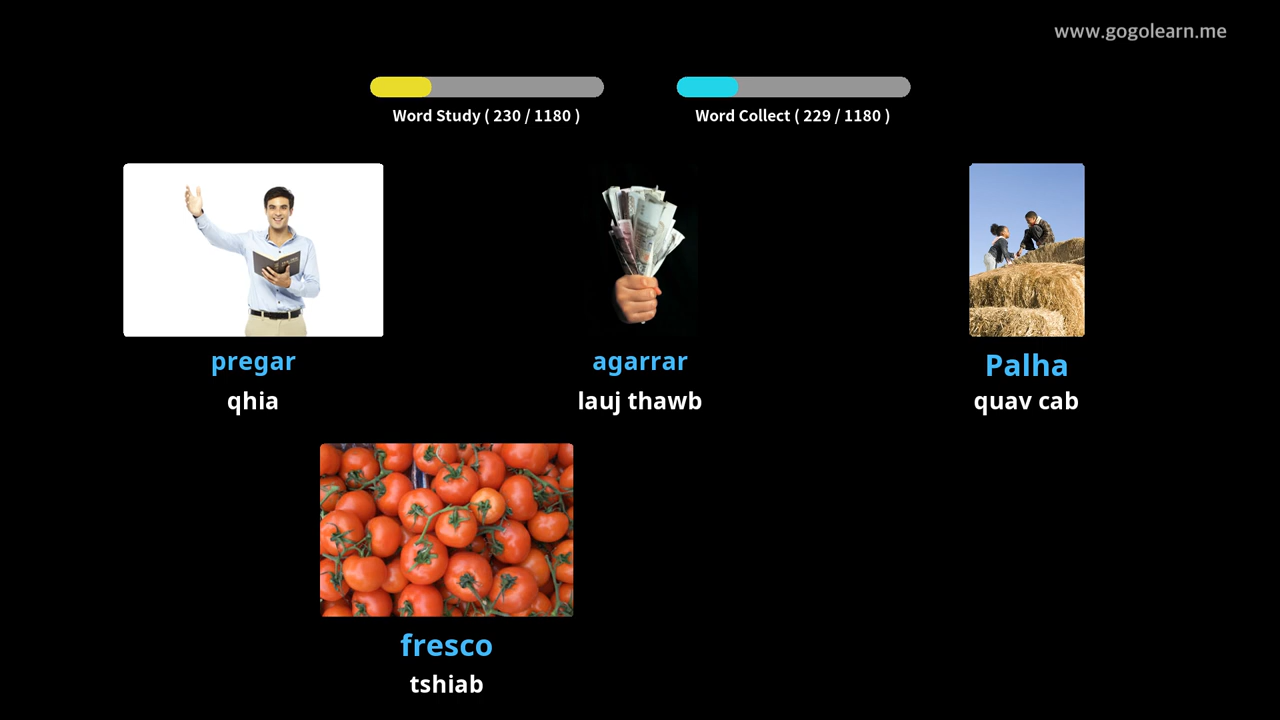 www.gogolearn.me
Word Study ( 230 / 1180 )
Word Collect ( 229 / 1180 )
pregar
qhia
agarrar
lauj thawb
Palha
quav cab
fresco
tshiab